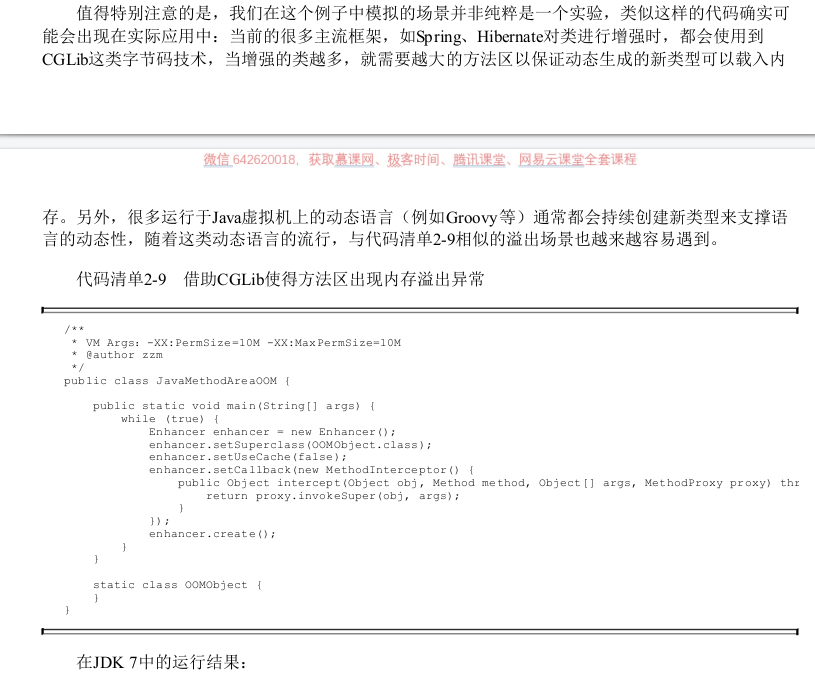 值得特别注意的是，我们在这个例子中模拟的场景并非纯粹是一个实验，类似这样的代码确实可
能会出现在实际应用中：当前的很多主流框架，如Spring、Hibernate对类进行增强时，都会使用到
CGLib这类字节码技术，当增强的类越多，就需要越大的方法区以保证动态生成的新类型可以载入内
微信 642620018, 获取慕课网、极客时间、腾讯课堂、网易云课堂全套课程
存。另外，很多运行于Java虚拟机上的动态语言（例如Groovy等）通常都会持续创建新类型来支撑语
言的动态性，随着这类动态语言的流行，与代码清单2-9相似的溢出场景也越来越容易遇到。
代码清单2-9 借助CGLib使得方法区出现内存溢出异常
/**
 * VM Args: -XX:PermSize=10M -XX:MaxPermSize=10M
 * @author zzm
 */
public class JavaMethodAreaOOM {
    public static void main(String[] args) {
        while (true) {
            Enhancer enhancer = new Enhancer();
            enhancer.setSuperclass(OOMObject.class);
            enhancer.setUseCache(false);
            enhancer.setCallback(new MethodInterceptor() {
                public Object intercept(Object obj, Method method, Object[] args, MethodProxy proxy) thr
                    return proxy.invokeSuper(obj, args);
                }
            });
            enhancer.create();
        }
    }
    static class OOMObject {
    }
}
在JDK 7中的运行结果：